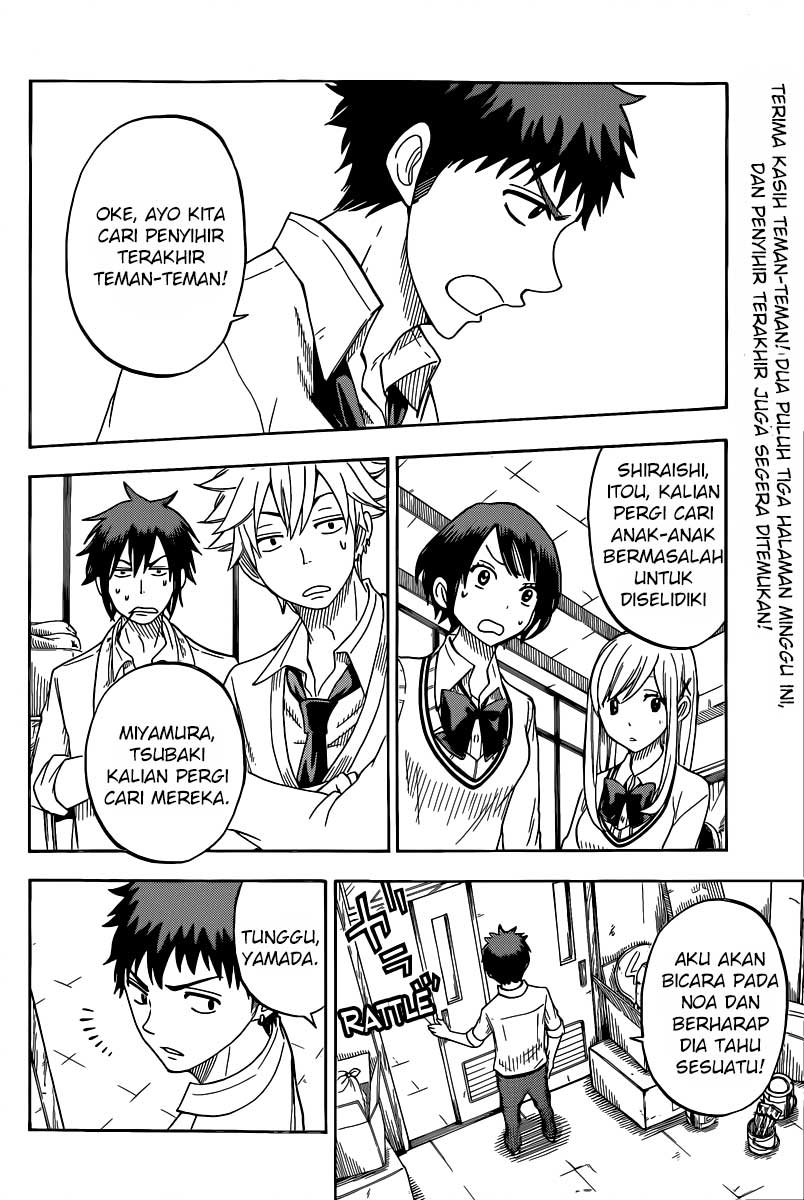 TERIMA KASIH TEMAN-TEMAN! DUA PULUH TIGA HALAMAN MINGGU INI,
DAN PENYIHIR TERAKHIR JUGA SEGERA DITEMUKAN!
OKE, AYO KITA
CARI PENYIHIR
TERAKHIR
TEMAN-TEMAN!
SHIRAISHI,
ITOU, KALIAN
PERGI CARI
ANAK-ANAK
BERMASALAH
UNTUK
DISELIDIKI
MIYAMURA,
TSUBAKI
KALIAN PERGI
CARI MEREKA.
AKU AKAN
BICARA PADA
NOA DAN
BERHARAP
DIA TAHU
SESUATU!
RATTLE
TUNGGU,
YAMADA.